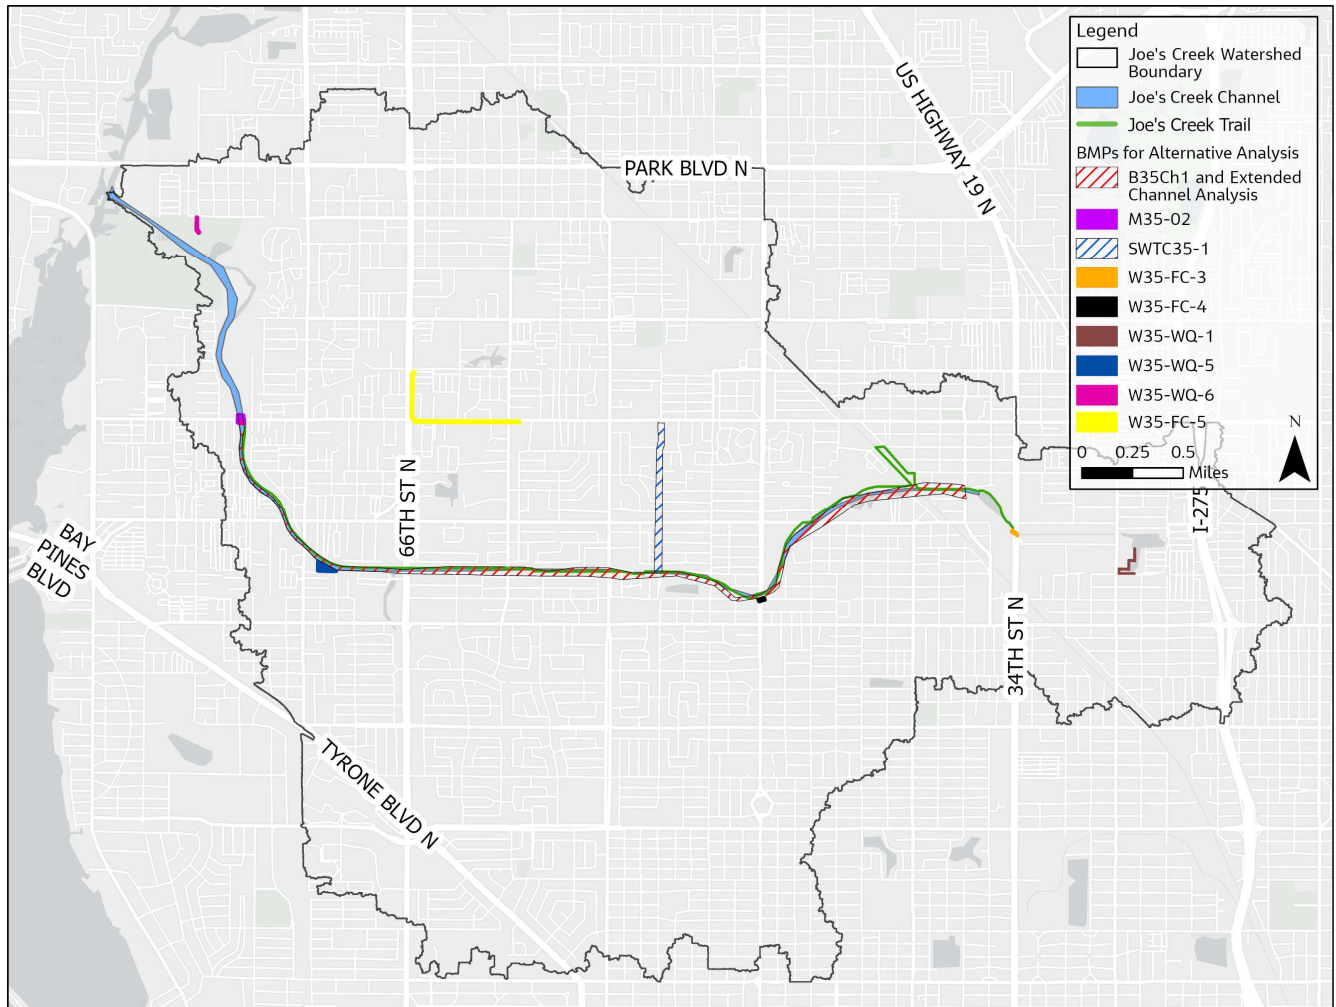 Legend
Joe's Creek Watershed
Boundary
Joe's Creek Channel
Joe's Creek Trail
BMPs for Alternative Analysis
B35Ch1 and Extended
Channel Analysis
M35-02
SWTC35-1
W35-FC-3
W35-FC-4
W35-WQ-1
W35-WQ-5
W35-WQ-6
W35-FC-5
0 0.25 0.5
Miles
N
US HIGHWAY 19 N
PARK BLVD N
66TH ST N
BAY
PINES
BLVD
I-275
34TH ST N
TYRONE BLVD N